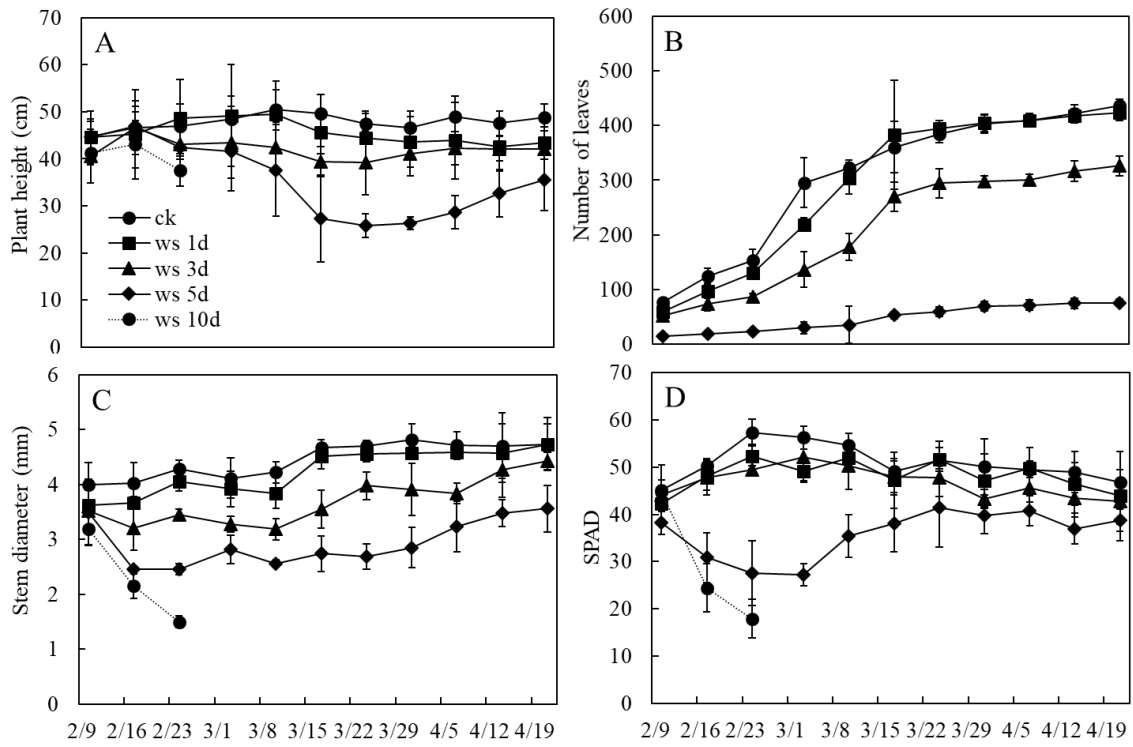 A
Plant height (cm)
70
60
50
40
30
20
10
0
ck
ws 1d
ws 3d
ws 5d
ws 10d
B
Number of leaves
600
500
400
300
200
100
0
C
Stem diameter (mm)
6
5
4
3
2
1
0
2/9 2/16 2/23 3/1 3/8 3/15 3/22 3/29 4/5 4/12 4/19
D
SPAD
70
60
50
40
30
20
10
0
2/9 2/16 2/23 3/1 3/8 3/15 3/22 3/29 4/5 4/12 4/19